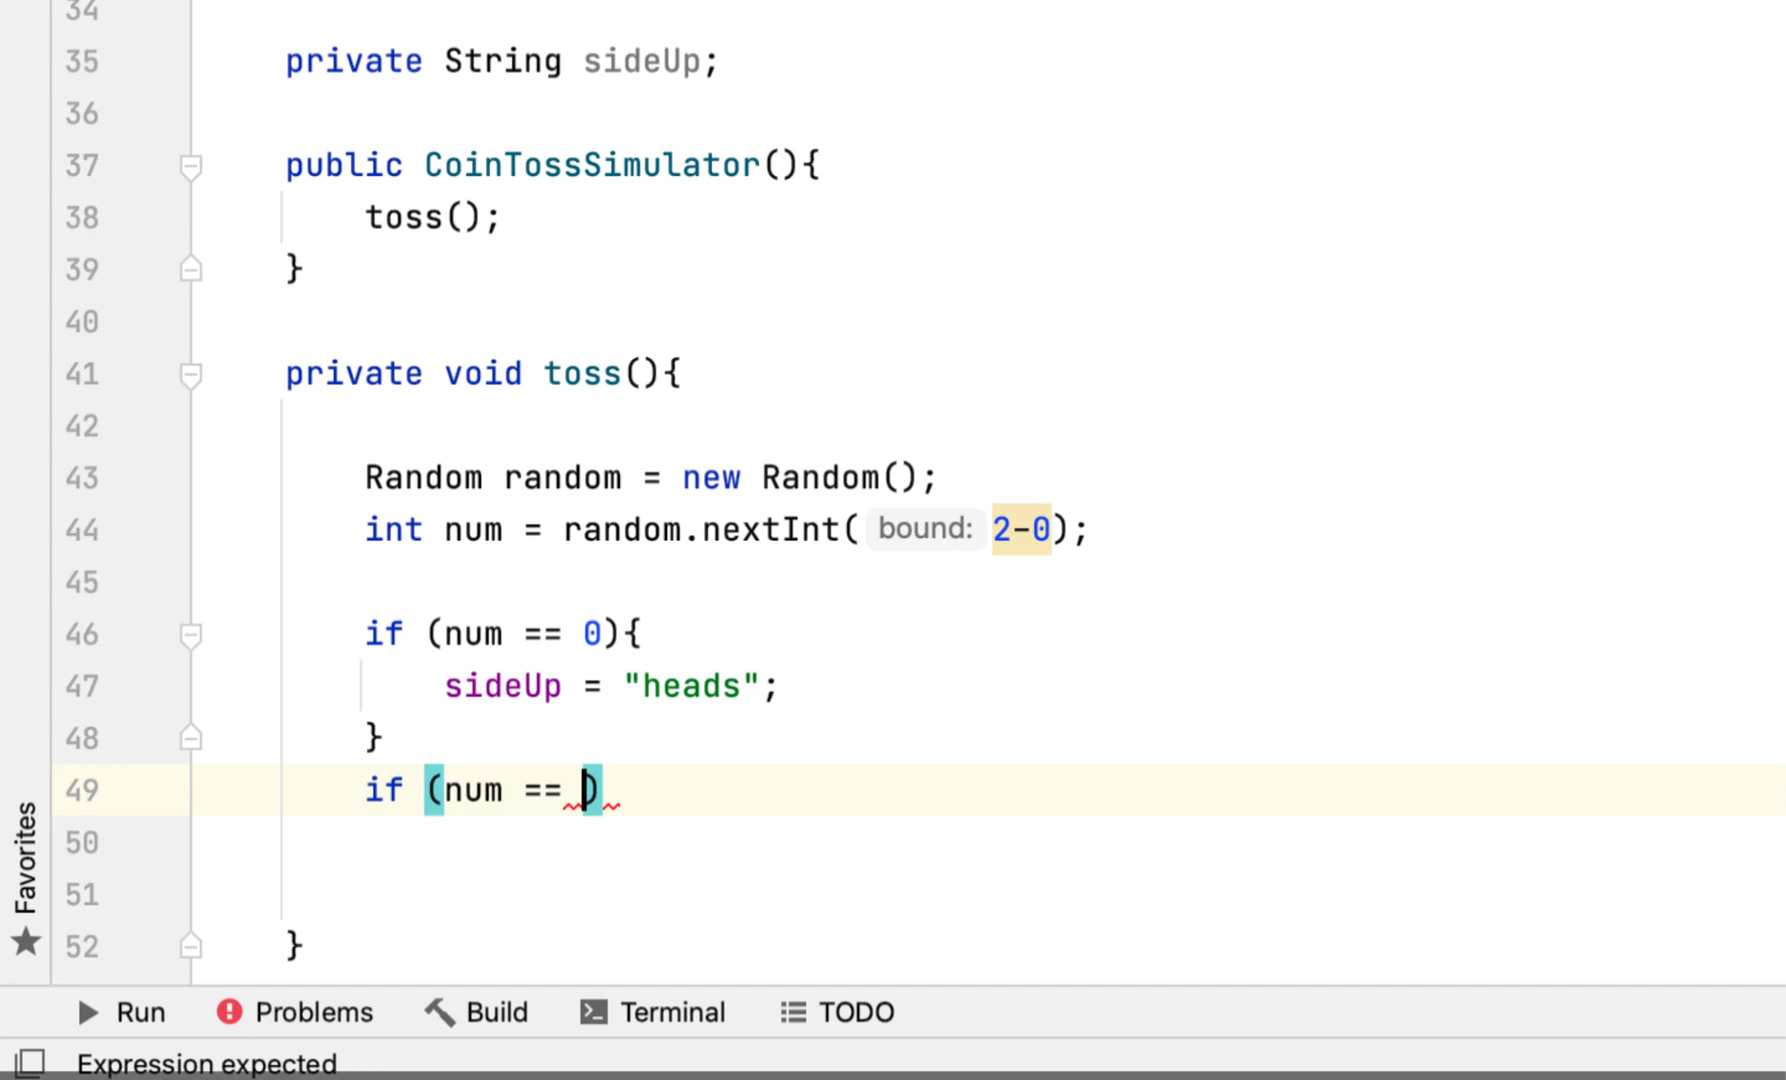 34
35 private String sideUp;
36
37 public CoinTossSimulator(){
38 toss();
39 }
40
41 private void toss(){
42
43 Random random = new Random();
44 int num = random.nextInt( bound: 2-0);
45
46 if (num == 0){
47 sideUp = "heads";
48 }
49 if (num == )
50
51
52 }
Favorites
Run Problems Build Terminal TODO
Expression expected